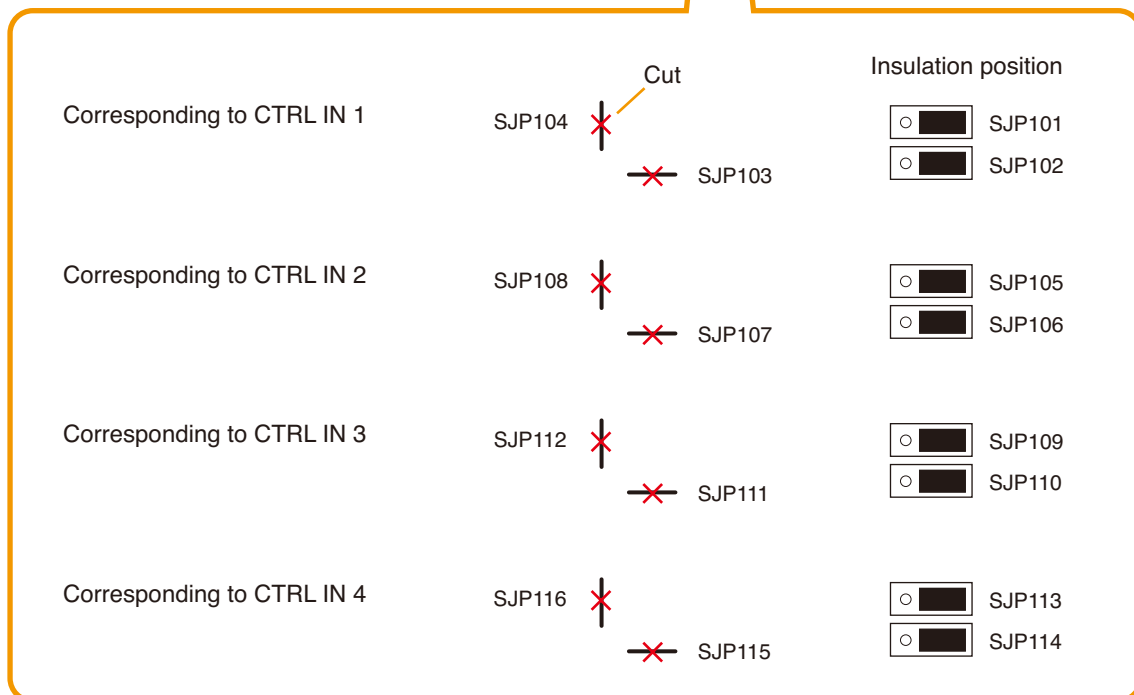 Cut
Insulation position
Corresponding to CTRL IN 1
SJP104
SJP101
SJP102
SJP103
Corresponding to CTRL IN 2
SJP108
SJP105
SJP106
SJP107
Corresponding to CTRL IN 3
SJP112
SJP109
SJP110
SJP111
Corresponding to CTRL IN 4
SJP116
SJP113
SJP114
SJP115